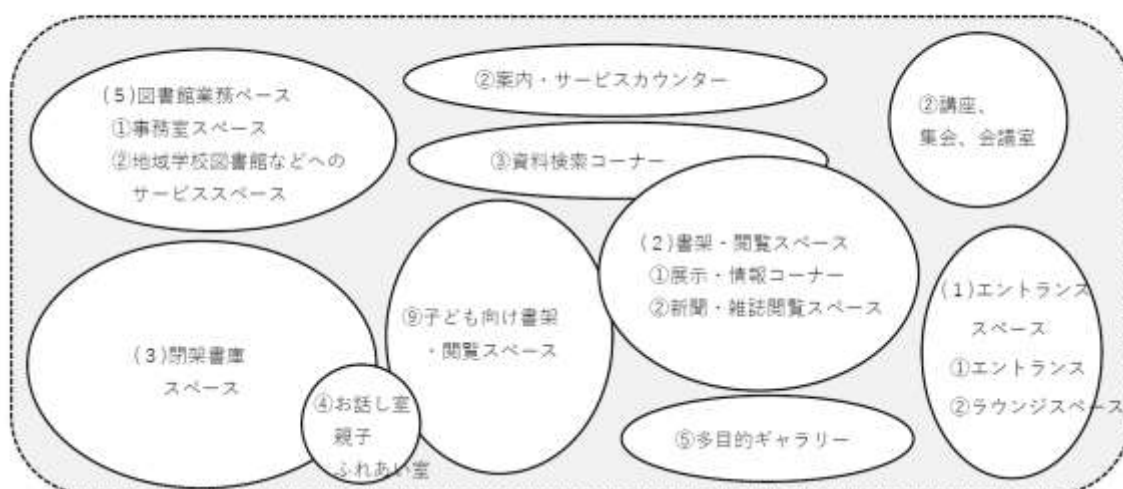 (５)図書館業務ペース
①事務室スペース
②地域学校図書館などへの
サービススペース
②案内・サービスカウンター
③資料検索コーナー
②講座、
集会、会議室
(２)書架・閲覧スペース
①展示・情報コーナー
②新聞・雑誌閲覧スペース
(１)エントランス
スペース
①エントランス
②ラウンジスペース
⑨子ども向け書架
・閲覧スペース
(３)閉架書庫
スペース
④お話し室
親子
ふれあい室
⑤多目的ギャラリー